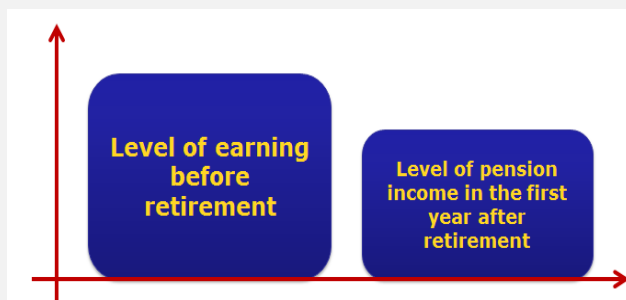 Level of earning
before
retirement
Level of pension
income in the first
year after
retirement